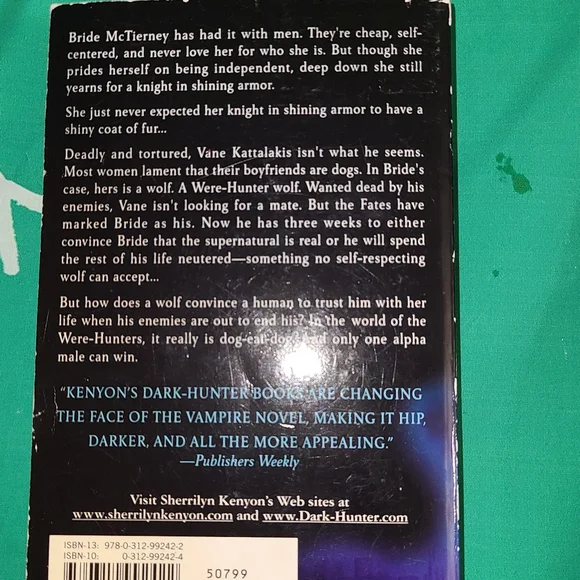 Bride McTierney has had it with men. They're cheap, self-
centered, and never love her for who she is. But though she
prides herself on being independent, deep down she still
yearns for a knight in shining armor.
She just never expected her knight in shining armor to have a
shiny coat of fur...
Deadly and tortured, Vane Kattalakis isn't what he seems.
Most women lament that their boyfriends are dogs. In Bride's
case, hers is a wolf. A Were-Hunter wolf. Wanted dead by his
enemies, Vane isn't looking for a mate. But the Fates have
marked Bride as his. Now he has three weeks to either
convince Bride that the supernatural is real or he will spend
the rest of his life neutered—something no self-respecting
wolf can accept...
But how does a wolf convince a human to trust him with her
life when his enemies are out to end his? In the world of the
Were-Hunters, it really is dog-eat-dog. And only one alpha
male can win.
“KENYON'S DARK-HUNTER BOOKS ARE CHANGING
THE FACE OF THE VAMPIRE NOVEL, MAKING IT HIP,
DARKER, AND ALL THE MORE APPEALING.”
—Publishers Weekly
Visit Sherrilyn Kenyon's Web sites at
www.sherrilynkenyon.com and www.Dark-Hunter.com
ISBN-13: 978-0-312-99242-2
ISBN-10: 0-312-99242-4
50799